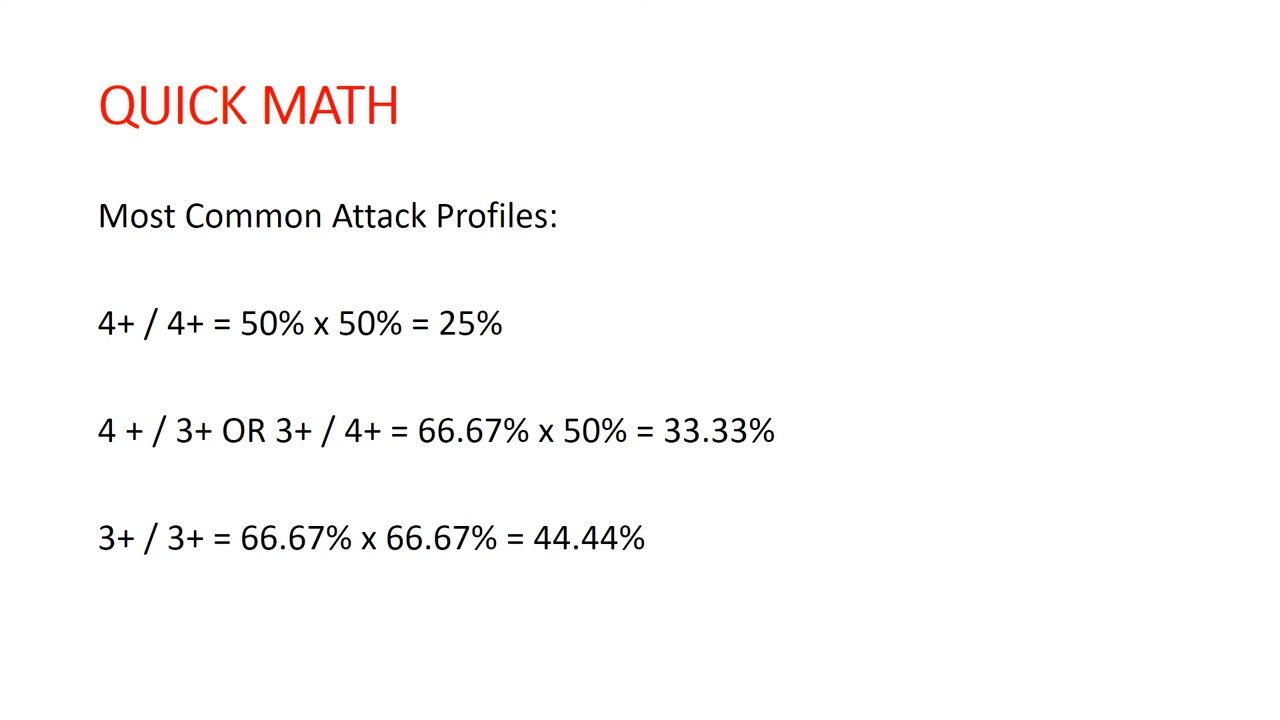 QUICK MATH
Most Common Attack Profiles:
4+ / 4+ = 50% x 50% = 25%
4 + / 3+ OR 3+ / 4+ = 66.67% x 50% = 33.33%
3+ / 3+ = 66.67% x 66.67% = 44.44%